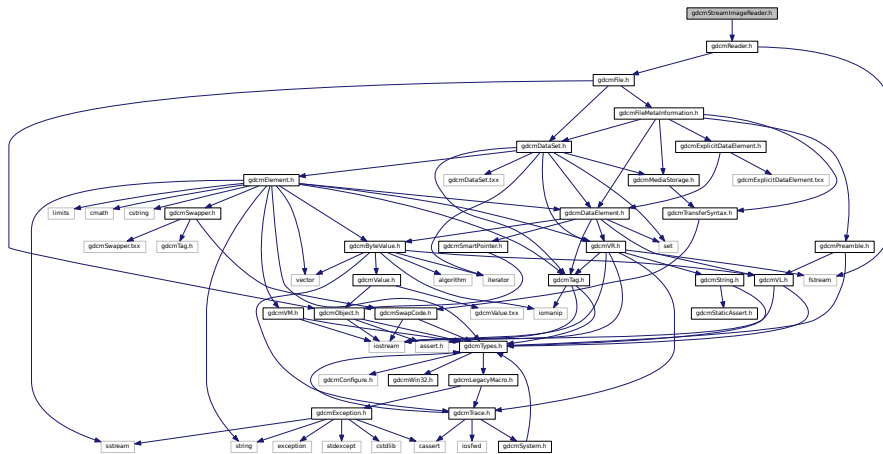 gdcmStreamImageReader.h
gdcmReader.h
gdcmFile.h
gdcmFileMetaInformation.h
gdcmDataSet.h
gdcmExplicitDataElement.h
gdcmElement.h
gdcmDataSet.txx
gdcmMediaStorage.h
gdcmExplicitDataElement.txx
limits
cmath
cstring
gdcmSwapper.h
gdcmDataElement.h
gdcmTransferSyntax.h
gdcmSwapper.txx
gdcmTag.h
gdcmByteValue.h
gdcmSmartPointer.h
gdcmVR.h
set
gdcmPreamble.h
vector
gdcmValue.h
algorithm
iterator
gdcmTag.h
gdcmString.h
gdcmVL.h
fstream
gdcmVM.h
gdcmObject.h
gdcmSwapCode.h
gdcmValue.txx
iomanip
gdcmStaticAssert.h
iostream
assert.h
gdcmTypes.h
gdcmConfigure.h
gdcmWin32.h
gdcmLegacyMacro.h
gdcmException.h
gdcmTrace.h
sstream
string
exception
stdexcept
cstdlib
cassert
iosfwd
gdcmSystem.h